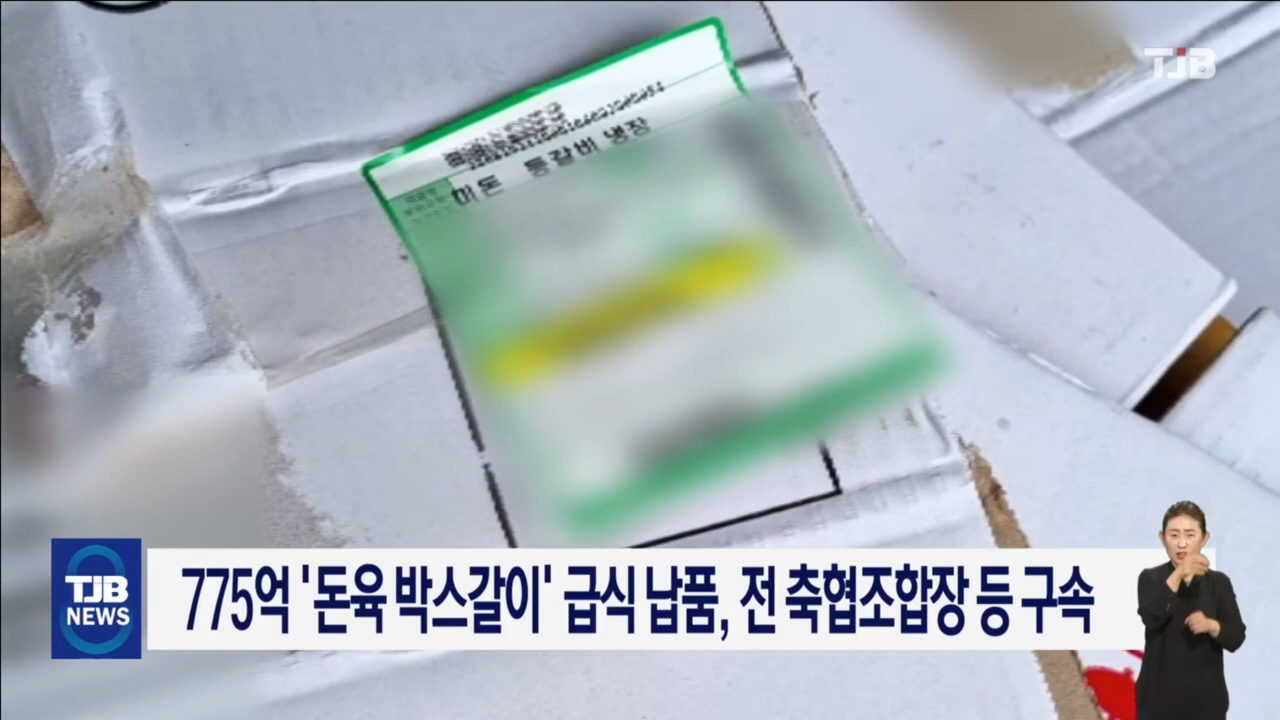 TJB
등갈비 냉장
미돈
TJB
NEWS
775억 '돈육 박스갈이' 급식 납품, 전 축협조합장 등 구속